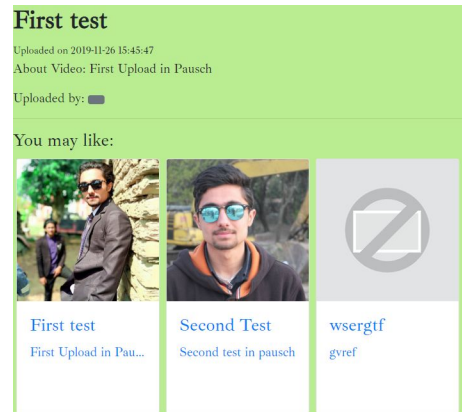 First test
Uploaded on 2019-11-26 15:45:47
About Video: First Upload in Pausch
Uploaded by:
You may like:
First test
First Upload in Pau...
Second Test
Second test in pausch
wsergtf
gvref